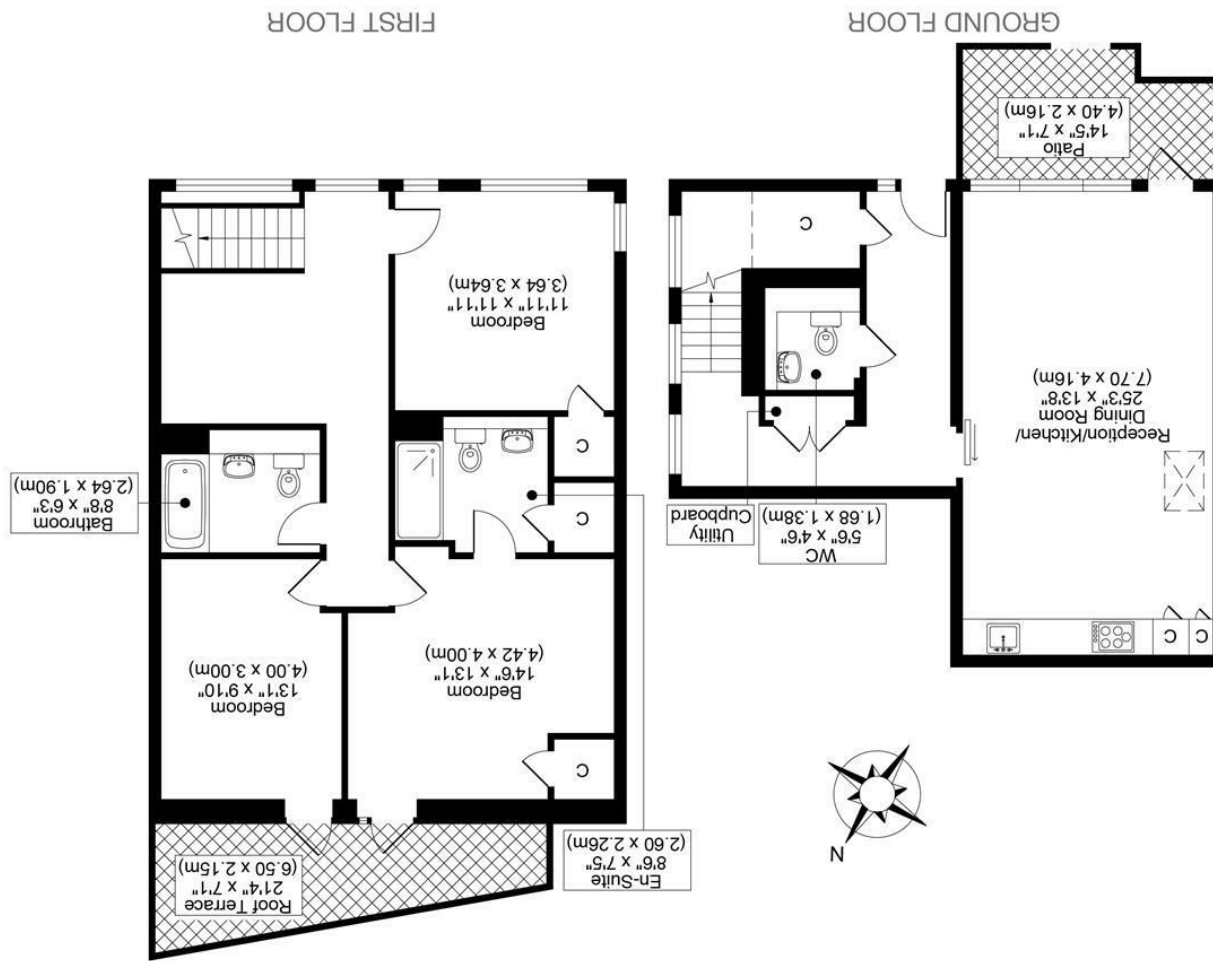 N
C
C
Reception/Kitchen/
Dining Room
25'3" x 13'8"
(7.70 x 4.16m)
WC
5'6" x 4'6"
(1.68 x 1.38m)
Utility
Cupboard
C
Patio
14'5" x 7'1"
(4.40 x 2.16m)
GROUND FLOOR
Roof Terrace
21'4" x 7'1"
(6.50 x 2.15m)
En-Suite
8'6" x 7'5"
(2.60 x 2.26m)
C
Bedroom
14'6" x 13'1"
(4.42 x 4.00m)
Bedroom
13'1" x 9'10"
(4.00 x 3.00m)
Bathroom
8'8" x 6'3"
(2.64 x 1.90m)
C
C
Bedroom
11'11" x 11'11"
(3.64 x 3.64m)
FIRST FLOOR